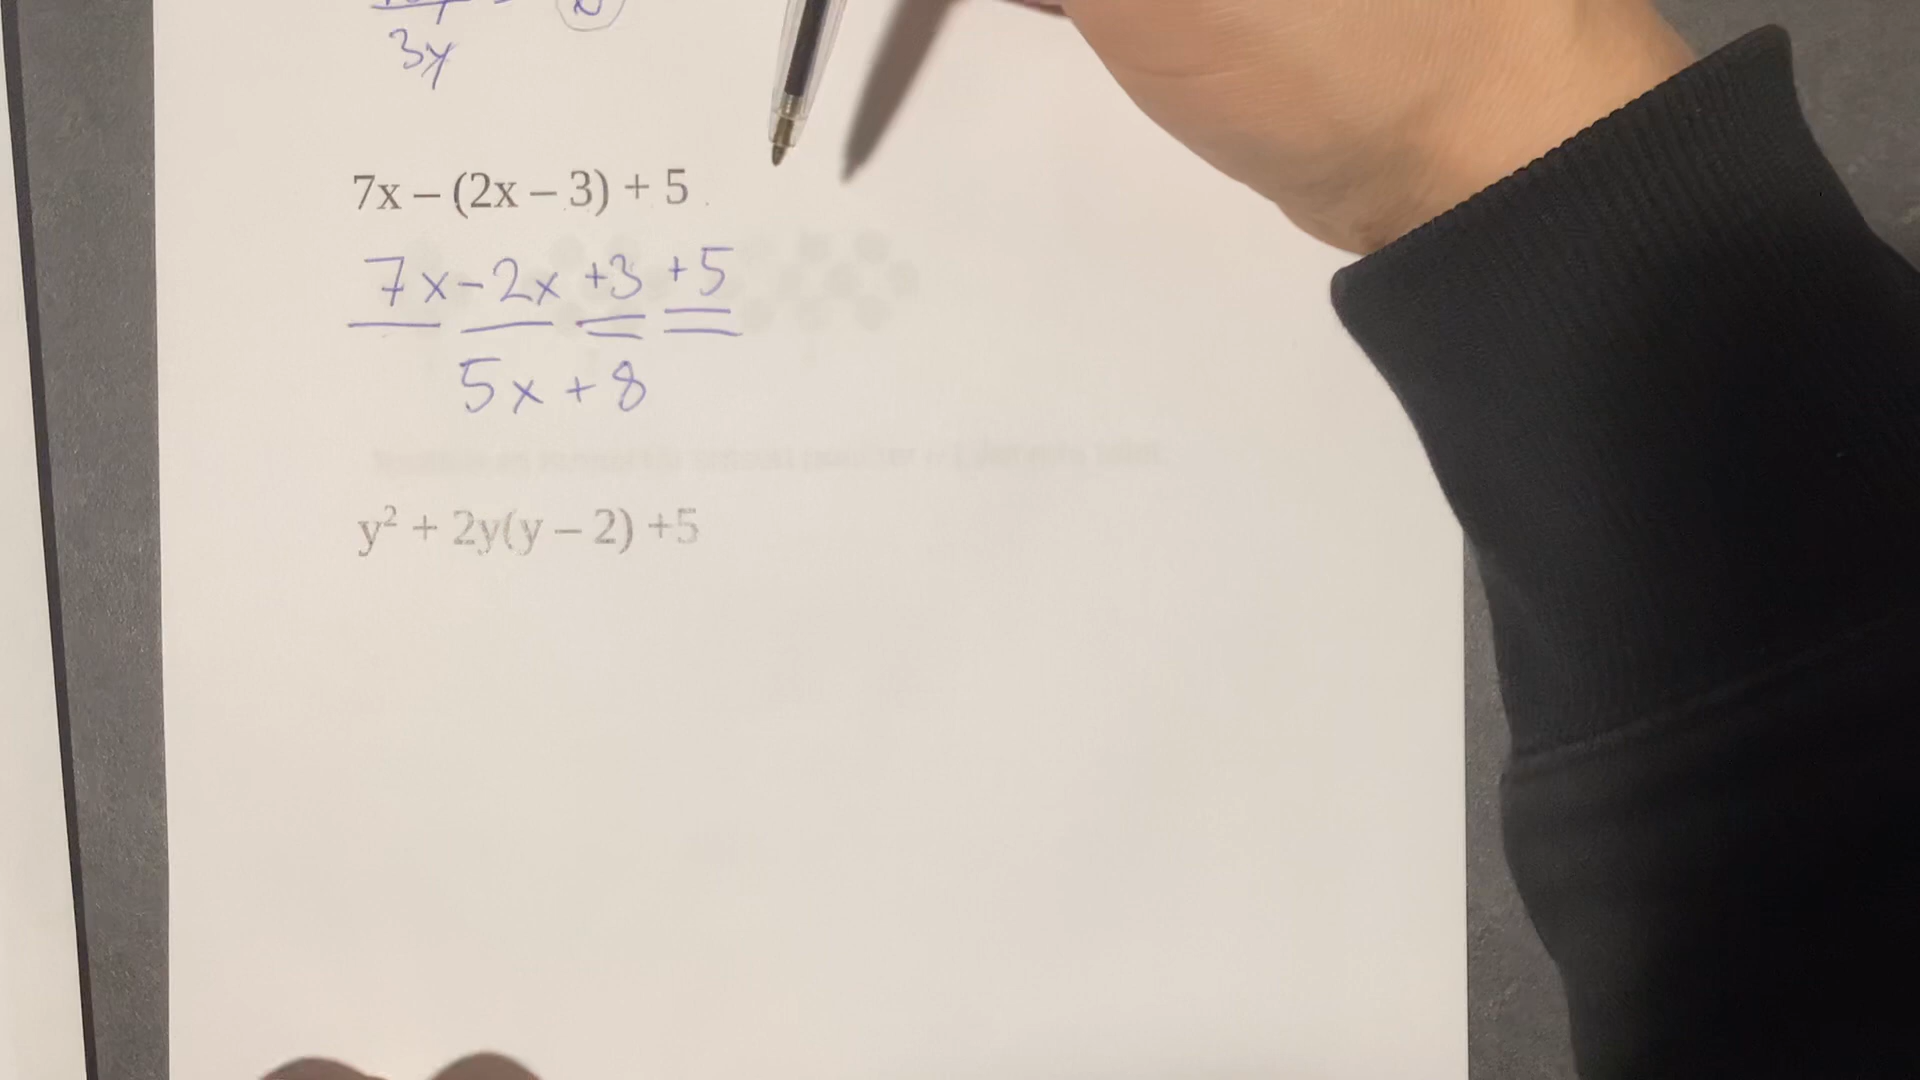 3y
7x – (2x – 3) + 5
7x - 2x +3 +5
5x + 8
y² + 2y(y – 2) +5